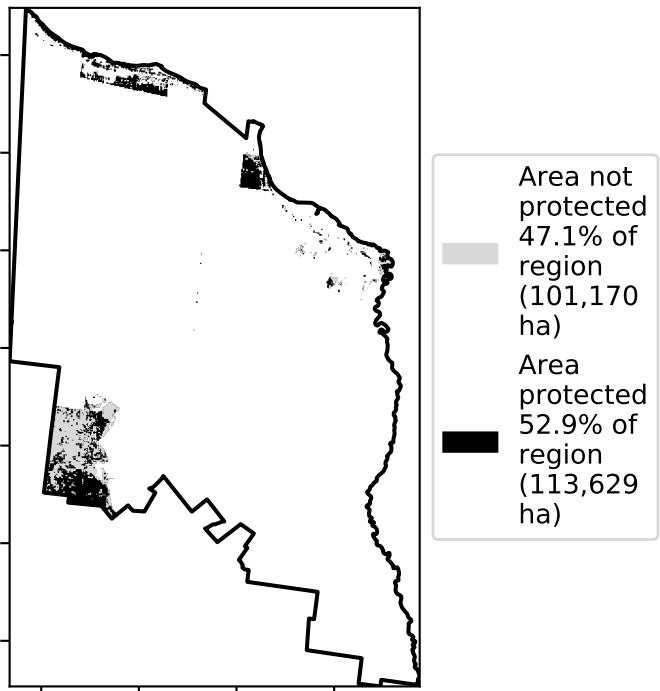 Area not
protected
47.1% of
region
(101,170
ha)
Area
protected
52.9% of
region
(113,629
ha)